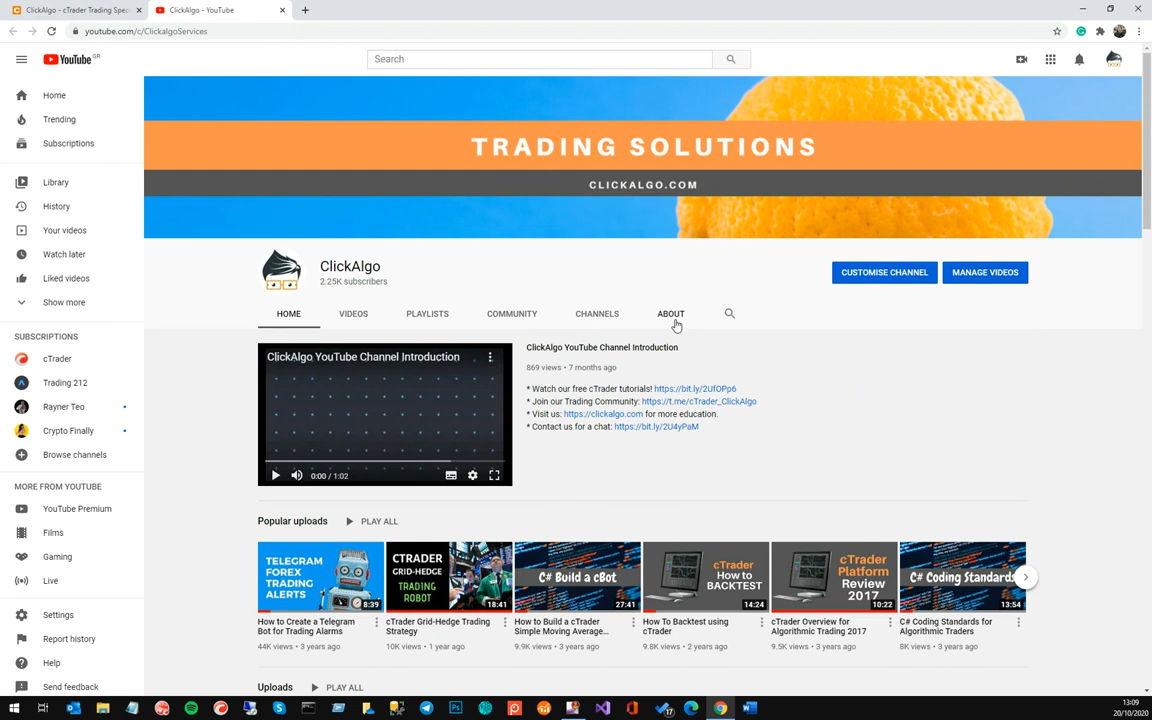 ClickAlgo - cTrader Trading Spec
ClickAlgo - YouTube
youtube.com/c/ClickalgoServices
YouTube GR
Search
Home
Trending
Subscriptions
Library
History
Your videos
Watch later
Liked videos
Show more
SUBSCRIPTIONS
cTrader
Trading 212
Rayner Teo
Crypto Finally
Browse channels
MORE FROM YOUTUBE
YouTube Premium
Films
Gaming
Live
Settings
Report history
Help
Send feedback
TRADING SOLUTIONS
CLICKALGO.COM
ClickAlgo
2.25K subscribers
CUSTOMISE CHANNEL
MANAGE VIDEOS
HOME VIDEOS PLAYLISTS COMMUNITY CHANNELS ABOUT
ClickAlgo YouTube Channel Introduction
0:00 / 1:02
ClickAlgo YouTube Channel Introduction
869 views • 7 months ago
* Watch our free cTrader tutorials! https://bit.ly/2UfOPp6
* Join our Trading Community: https://t.me/cTrader_ClickAlgo
* Visit us: https://clickalgo.com for more education.
* Contact us for a chat: https://bit.ly/2U4yPaM
Popular uploads PLAY ALL
TELEGRAM
FOREX
TRADING
ALERTS
8:39
How to Create a Telegram
Bot for Trading Alarms
44K views • 3 years ago
CTRADER
GRID-HEDGE
TRADING
ROBOT
18:41
cTrader Grid-Hedge Trading
Strategy
10K views • 1 year ago
C# Build a cBot
27:41
How to Build a cTrader
Simple Moving Average...
9.9K views • 3 years ago
cTrader
How to
BACKTEST
14:24
How To Backtest using
cTrader
9.8K views • 2 years ago
cTrader
Platform
Review
2017
10:22
cTrader Overview for
Algorithmic Trading 2017
9.5K views • 3 years ago
C# Coding Standards
13:54
C# Coding Standards for
Algorithmic Traders
8K views • 3 years ago
Uploads PLAY ALL
17
13:09
20/10/2020